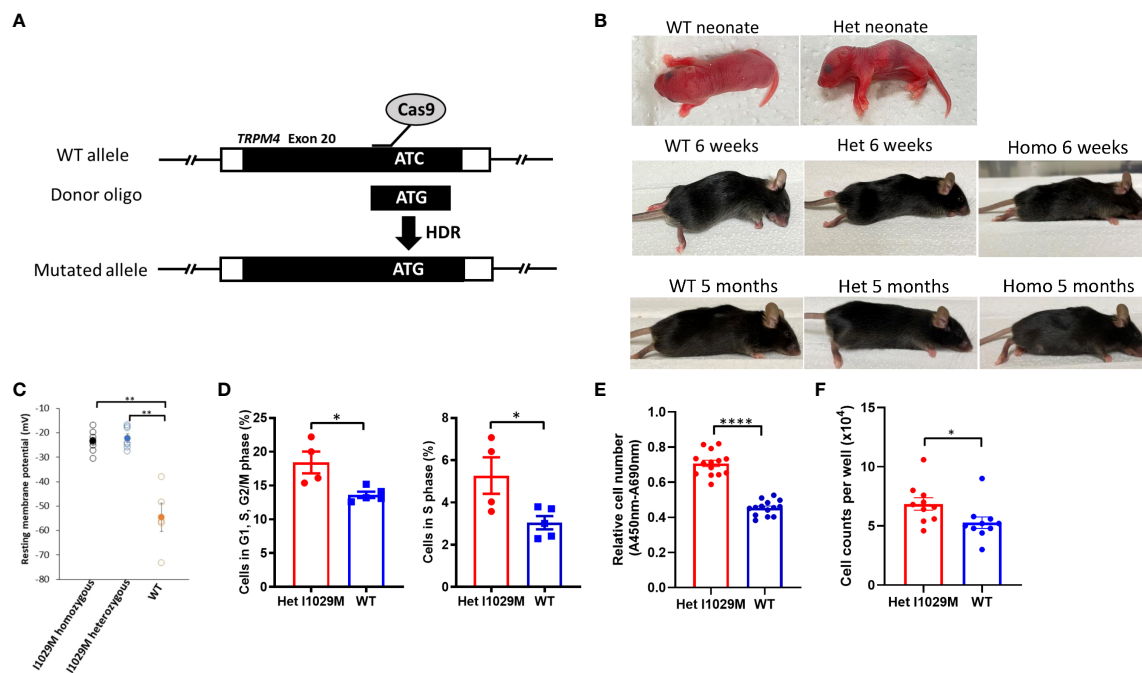 A
Cas9
TRPM4 Exon 20
WT allele
ATC
Donor oligo
ATG
HDR
Mutated allele
ATG
B
WT neonate
Het neonate
WT 6 weeks
Het 6 weeks
Homo 6 weeks
WT 5 months
Het 5 months
Homo 5 months
C
Resting membrane potential (mV)
-10
-20
-30
-40
-50
-60
-70
-80
**
**
I1029M homozygous
I1029M heterozygous
WT
D
Cells in G1, S, G2/M phase (%)
25
20
15
10
5
0
*
Het I1029M
WT
Cells in S phase (%)
8
6
4
2
0
*
Het I1029M
WT
E
Relative cell number
(A450nm-A690nm)
1.0
0.8
0.6
0.4
0.2
0.0
****
Het I1029M
WT
F
Cell counts per well (x10⁴)
15
10
5
0
*
Het I1029M
WT